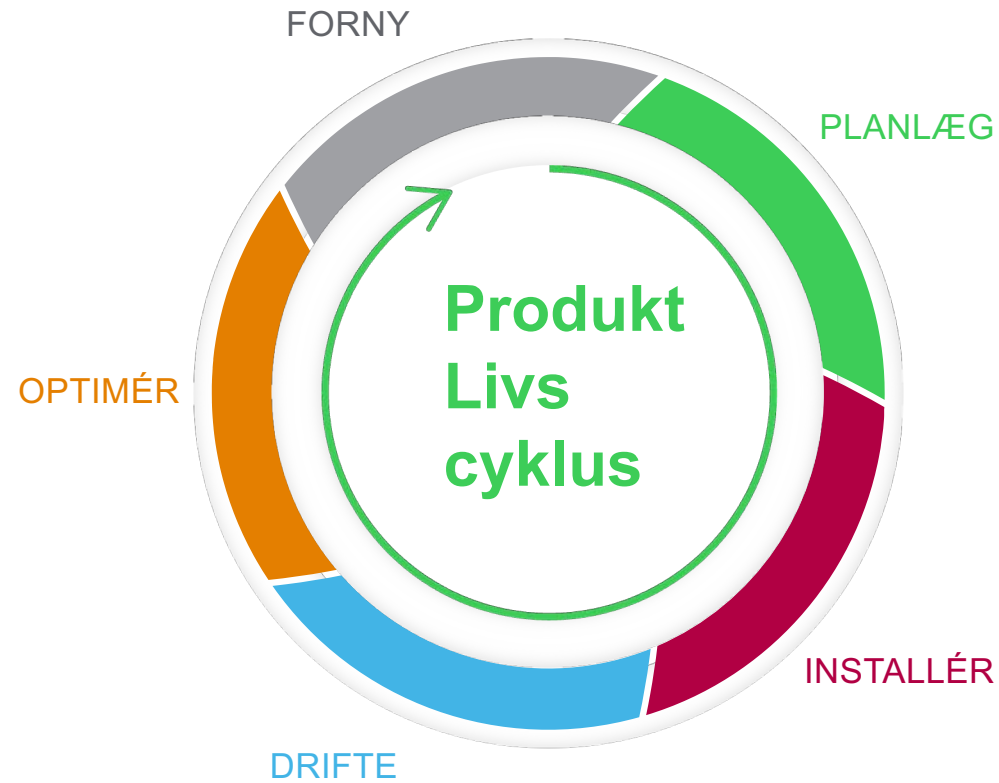 FORNY
PLANLÆG
Produkt
Livs
cyklus
OPTIMÉR
INSTALLÉR
DRIFTE